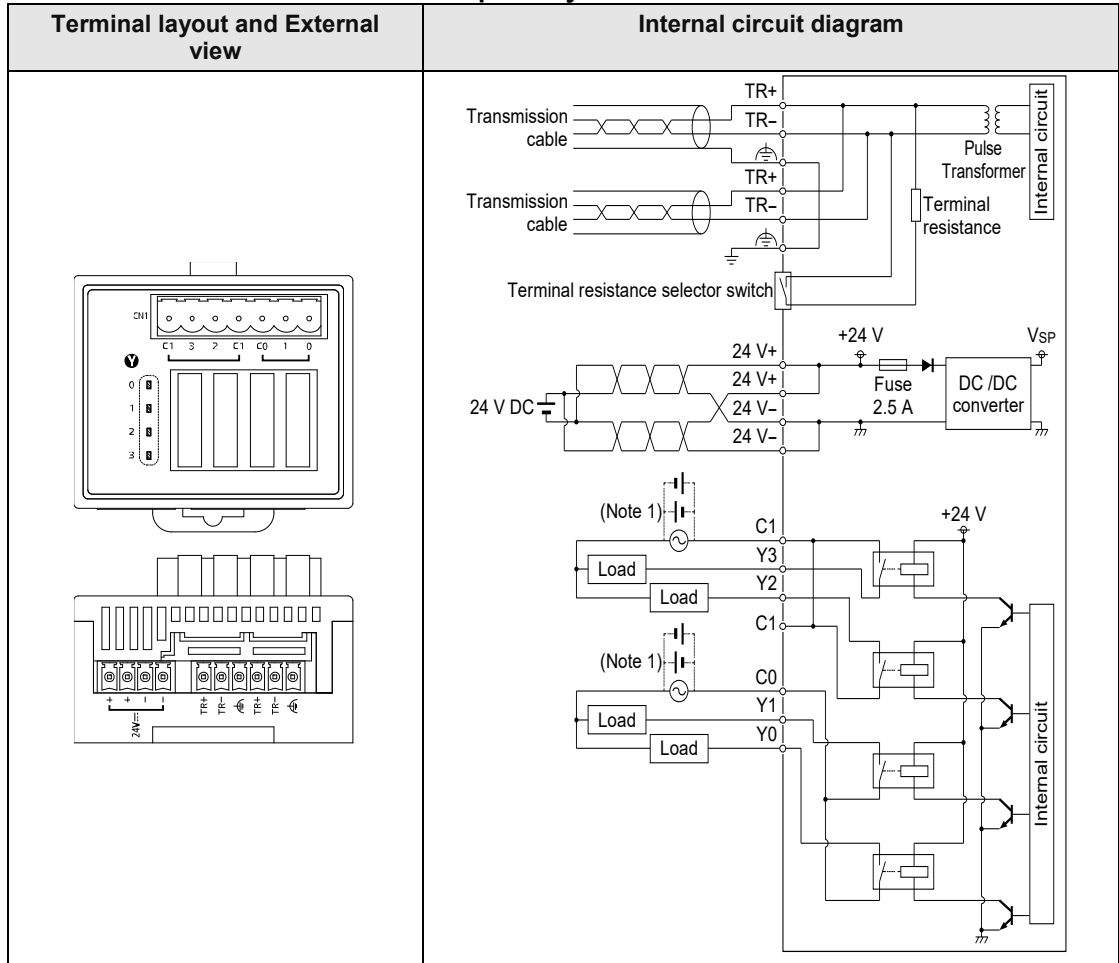 Terminal layout and External
view
Internal circuit diagram
CN1
C1 3 2 C1 C0 1 0
Y
0
1
2
3
+ + − −
24V
TR+ TR− TR+ TR−
Transmission
cable
TR+
TR−
Transmission
cable
TR+
TR−
Pulse
Transformer
Internal circuit
Terminal
resistance
Terminal resistance selector switch
24 V DC
24 V+
24 V+
24 V−
24 V−
+24 V
Fuse
2.5 A
DC /DC
converter
VSP
(Note 1)
C1
Y3
Load
Y2
Load
C1
+24 V
(Note 1)
C0
Y1
Load
Y0
Load
Internal circuit